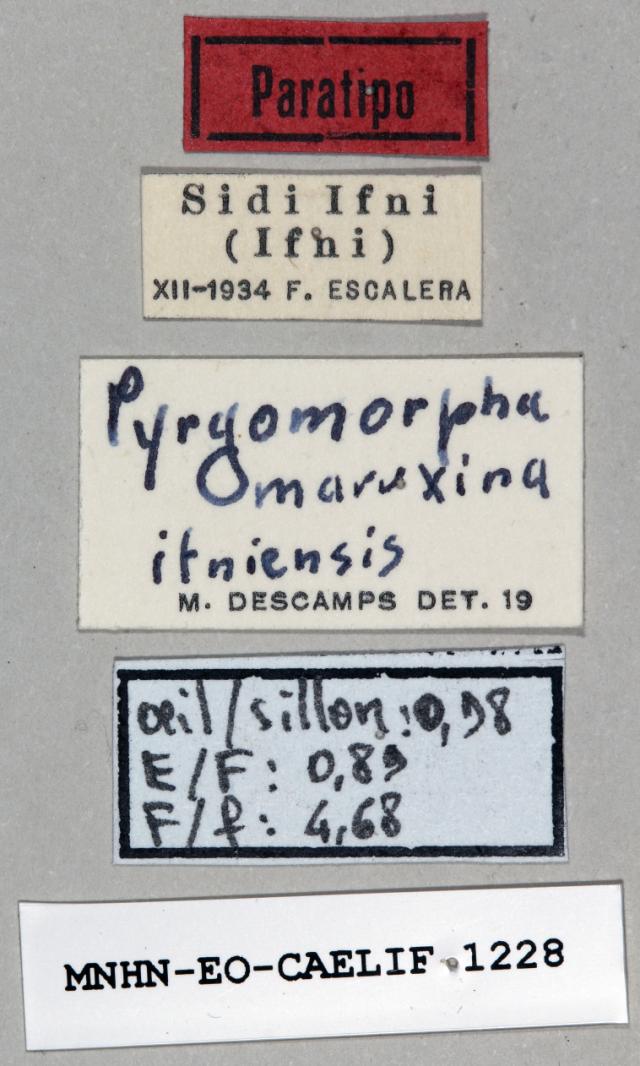 Paratipo
Sidi Ifni
(Ifni)
XII-1934 F. ESCALERA
Pyrgomorpha
Omaruxina
ifniensis
M. DESCAMPS DET. 19
œil/sillon: 0,98
E/F: 0,89
F/f: 4,68
MNHN-EO-CAELIF 1228